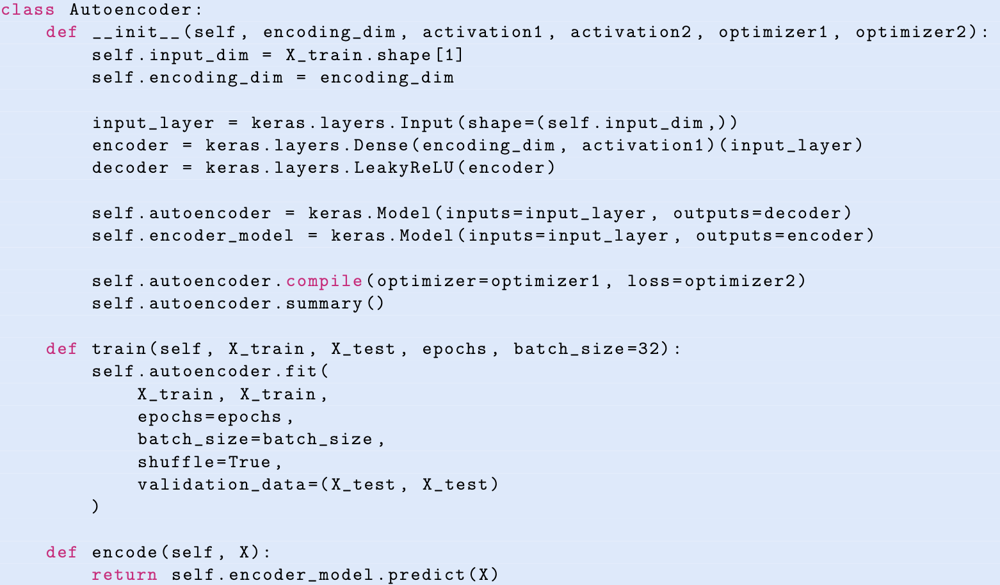 class Autoencoder:
    def __init__(self, encoding_dim, activation1, activation2, optimizer1, optimizer2):
        self.input_dim = X_train.shape[1]
        self.encoding_dim = encoding_dim

        input_layer = keras.layers.Input(shape=(self.input_dim,))
        encoder = keras.layers.Dense(encoding_dim, activation1)(input_layer)
        decoder = keras.layers.LeakyReLU(encoder)

        self.autoencoder = keras.Model(inputs=input_layer, outputs=decoder)
        self.encoder_model = keras.Model(inputs=input_layer, outputs=encoder)

        self.autoencoder.compile(optimizer=optimizer1, loss=optimizer2)
        self.autoencoder.summary()

    def train(self, X_train, X_test, epochs, batch_size=32):
        self.autoencoder.fit(
            X_train, X_train,
            epochs=epochs,
            batch_size=batch_size,
            shuffle=True,
            validation_data=(X_test, X_test)
        )

    def encode(self, X):
        return self.encoder_model.predict(X)